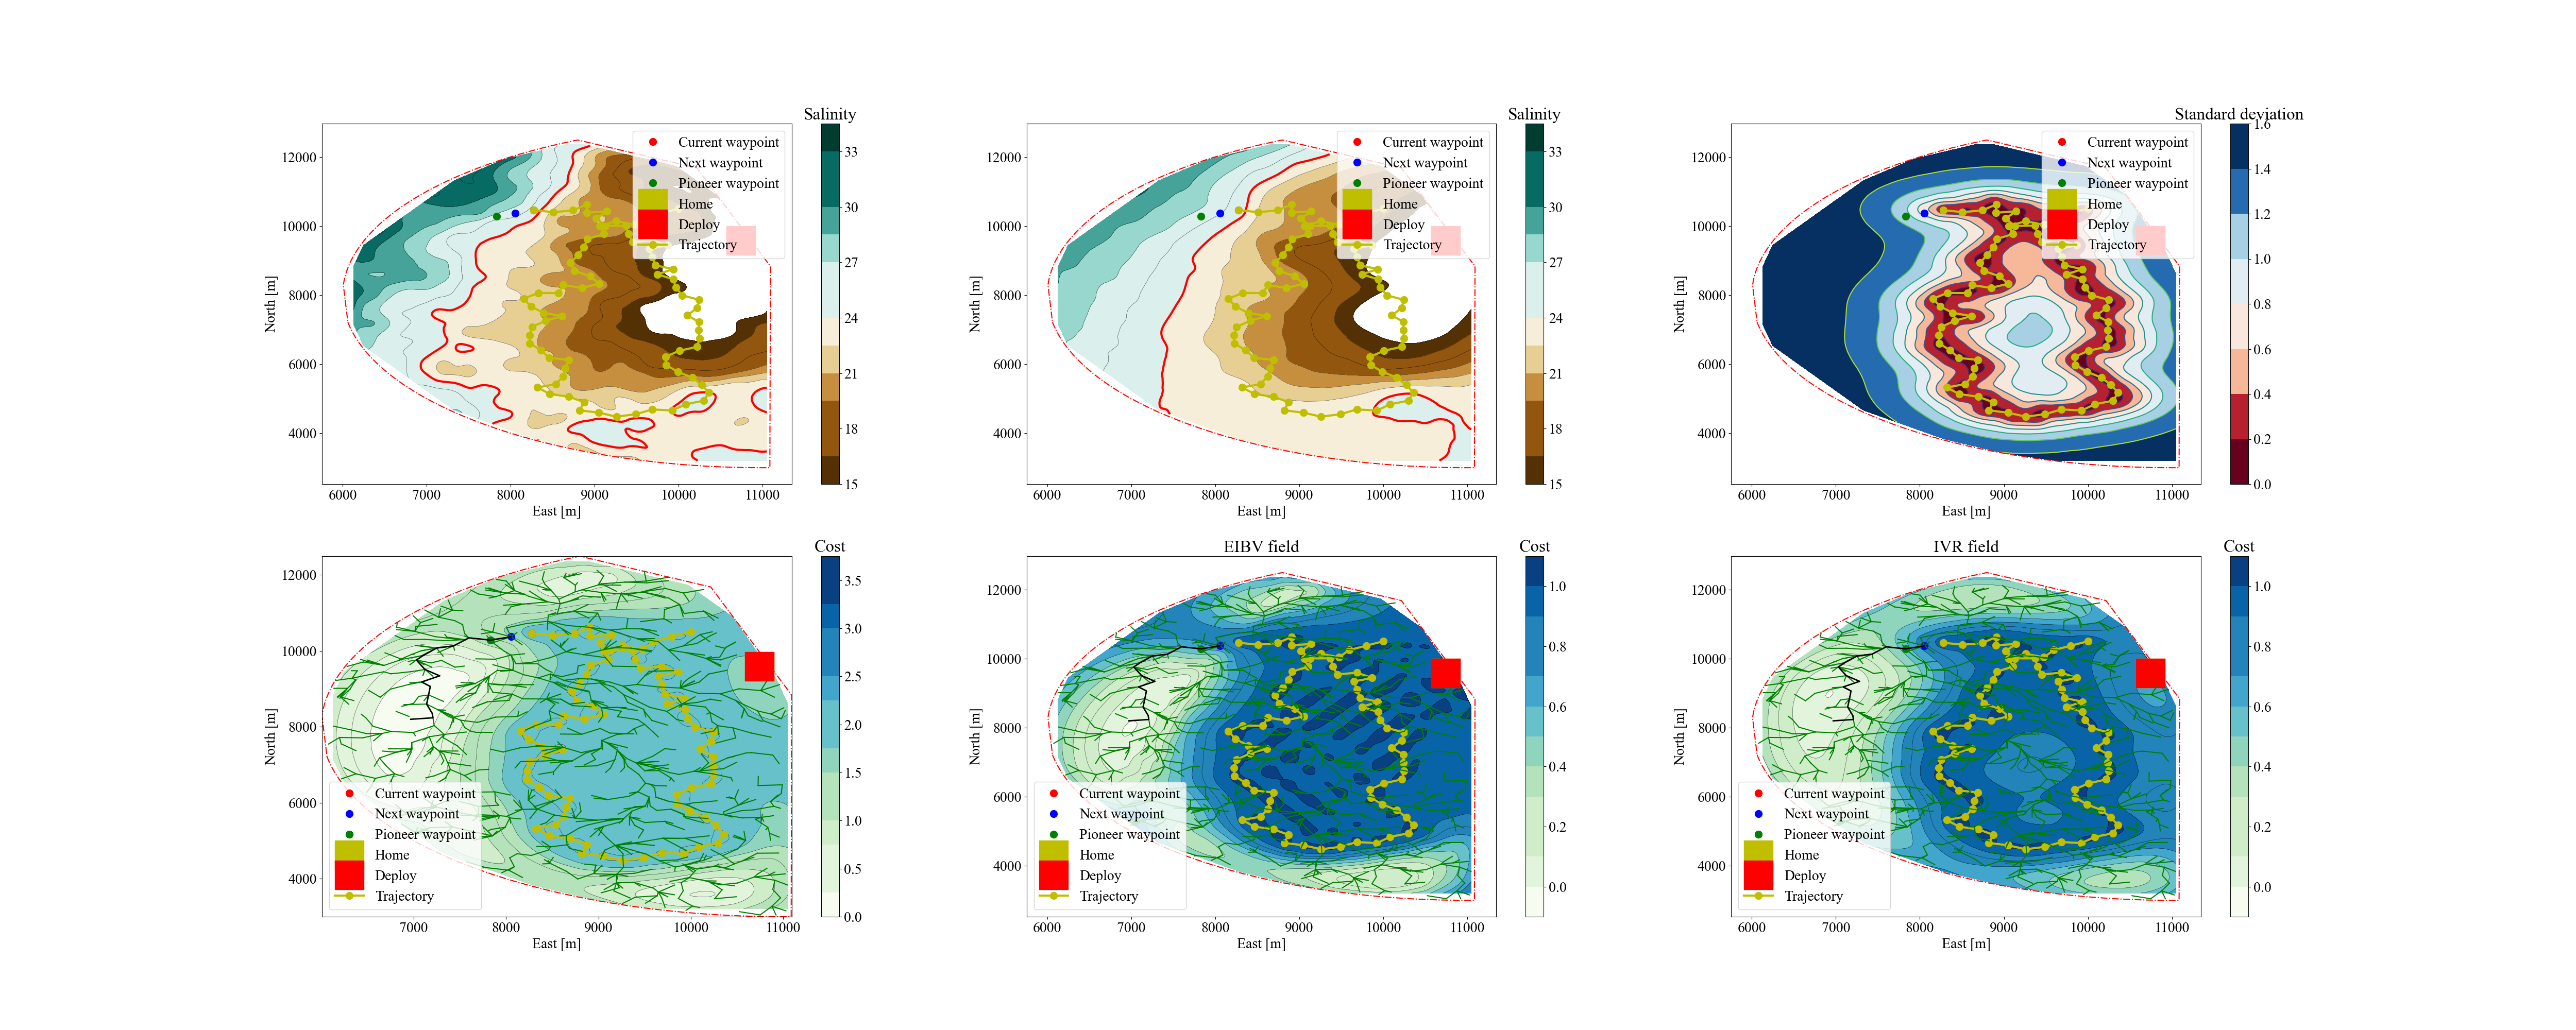 Salinity
Current waypoint
Next waypoint
Pioneer waypoint
Home
Deploy
Trajectory
12000
10000
8000
6000
4000
North [m]
6000 7000 8000 9000 10000 11000
East [m]
33
30
27
24
21
18
15
Salinity
Current waypoint
Next waypoint
Pioneer waypoint
Home
Deploy
Trajectory
12000
10000
8000
6000
4000
North [m]
6000 7000 8000 9000 10000 11000
East [m]
33
30
27
24
21
18
15
Standard deviation
Current waypoint
Next waypoint
Pioneer waypoint
Home
Deploy
Trajectory
12000
10000
8000
6000
4000
North [m]
6000 7000 8000 9000 10000 11000
East [m]
1.6
1.4
1.2
1.0
0.8
0.6
0.4
0.2
0.0
Cost
12000
10000
8000
6000
4000
North [m]
Current waypoint
Next waypoint
Pioneer waypoint
Home
Deploy
Trajectory
7000 8000 9000 10000 11000
East [m]
3.5
3.0
2.5
2.0
1.5
1.0
0.5
0.0
EIBV field
Cost
12000
10000
8000
6000
4000
North [m]
Current waypoint
Next waypoint
Pioneer waypoint
Home
Deploy
Trajectory
6000 7000 8000 9000 10000 11000
East [m]
1.0
0.8
0.6
0.4
0.2
0.0
IVR field
Cost
12000
10000
8000
6000
4000
North [m]
Current waypoint
Next waypoint
Pioneer waypoint
Home
Deploy
Trajectory
6000 7000 8000 9000 10000 11000
East [m]
1.0
0.8
0.6
0.4
0.2
0.0